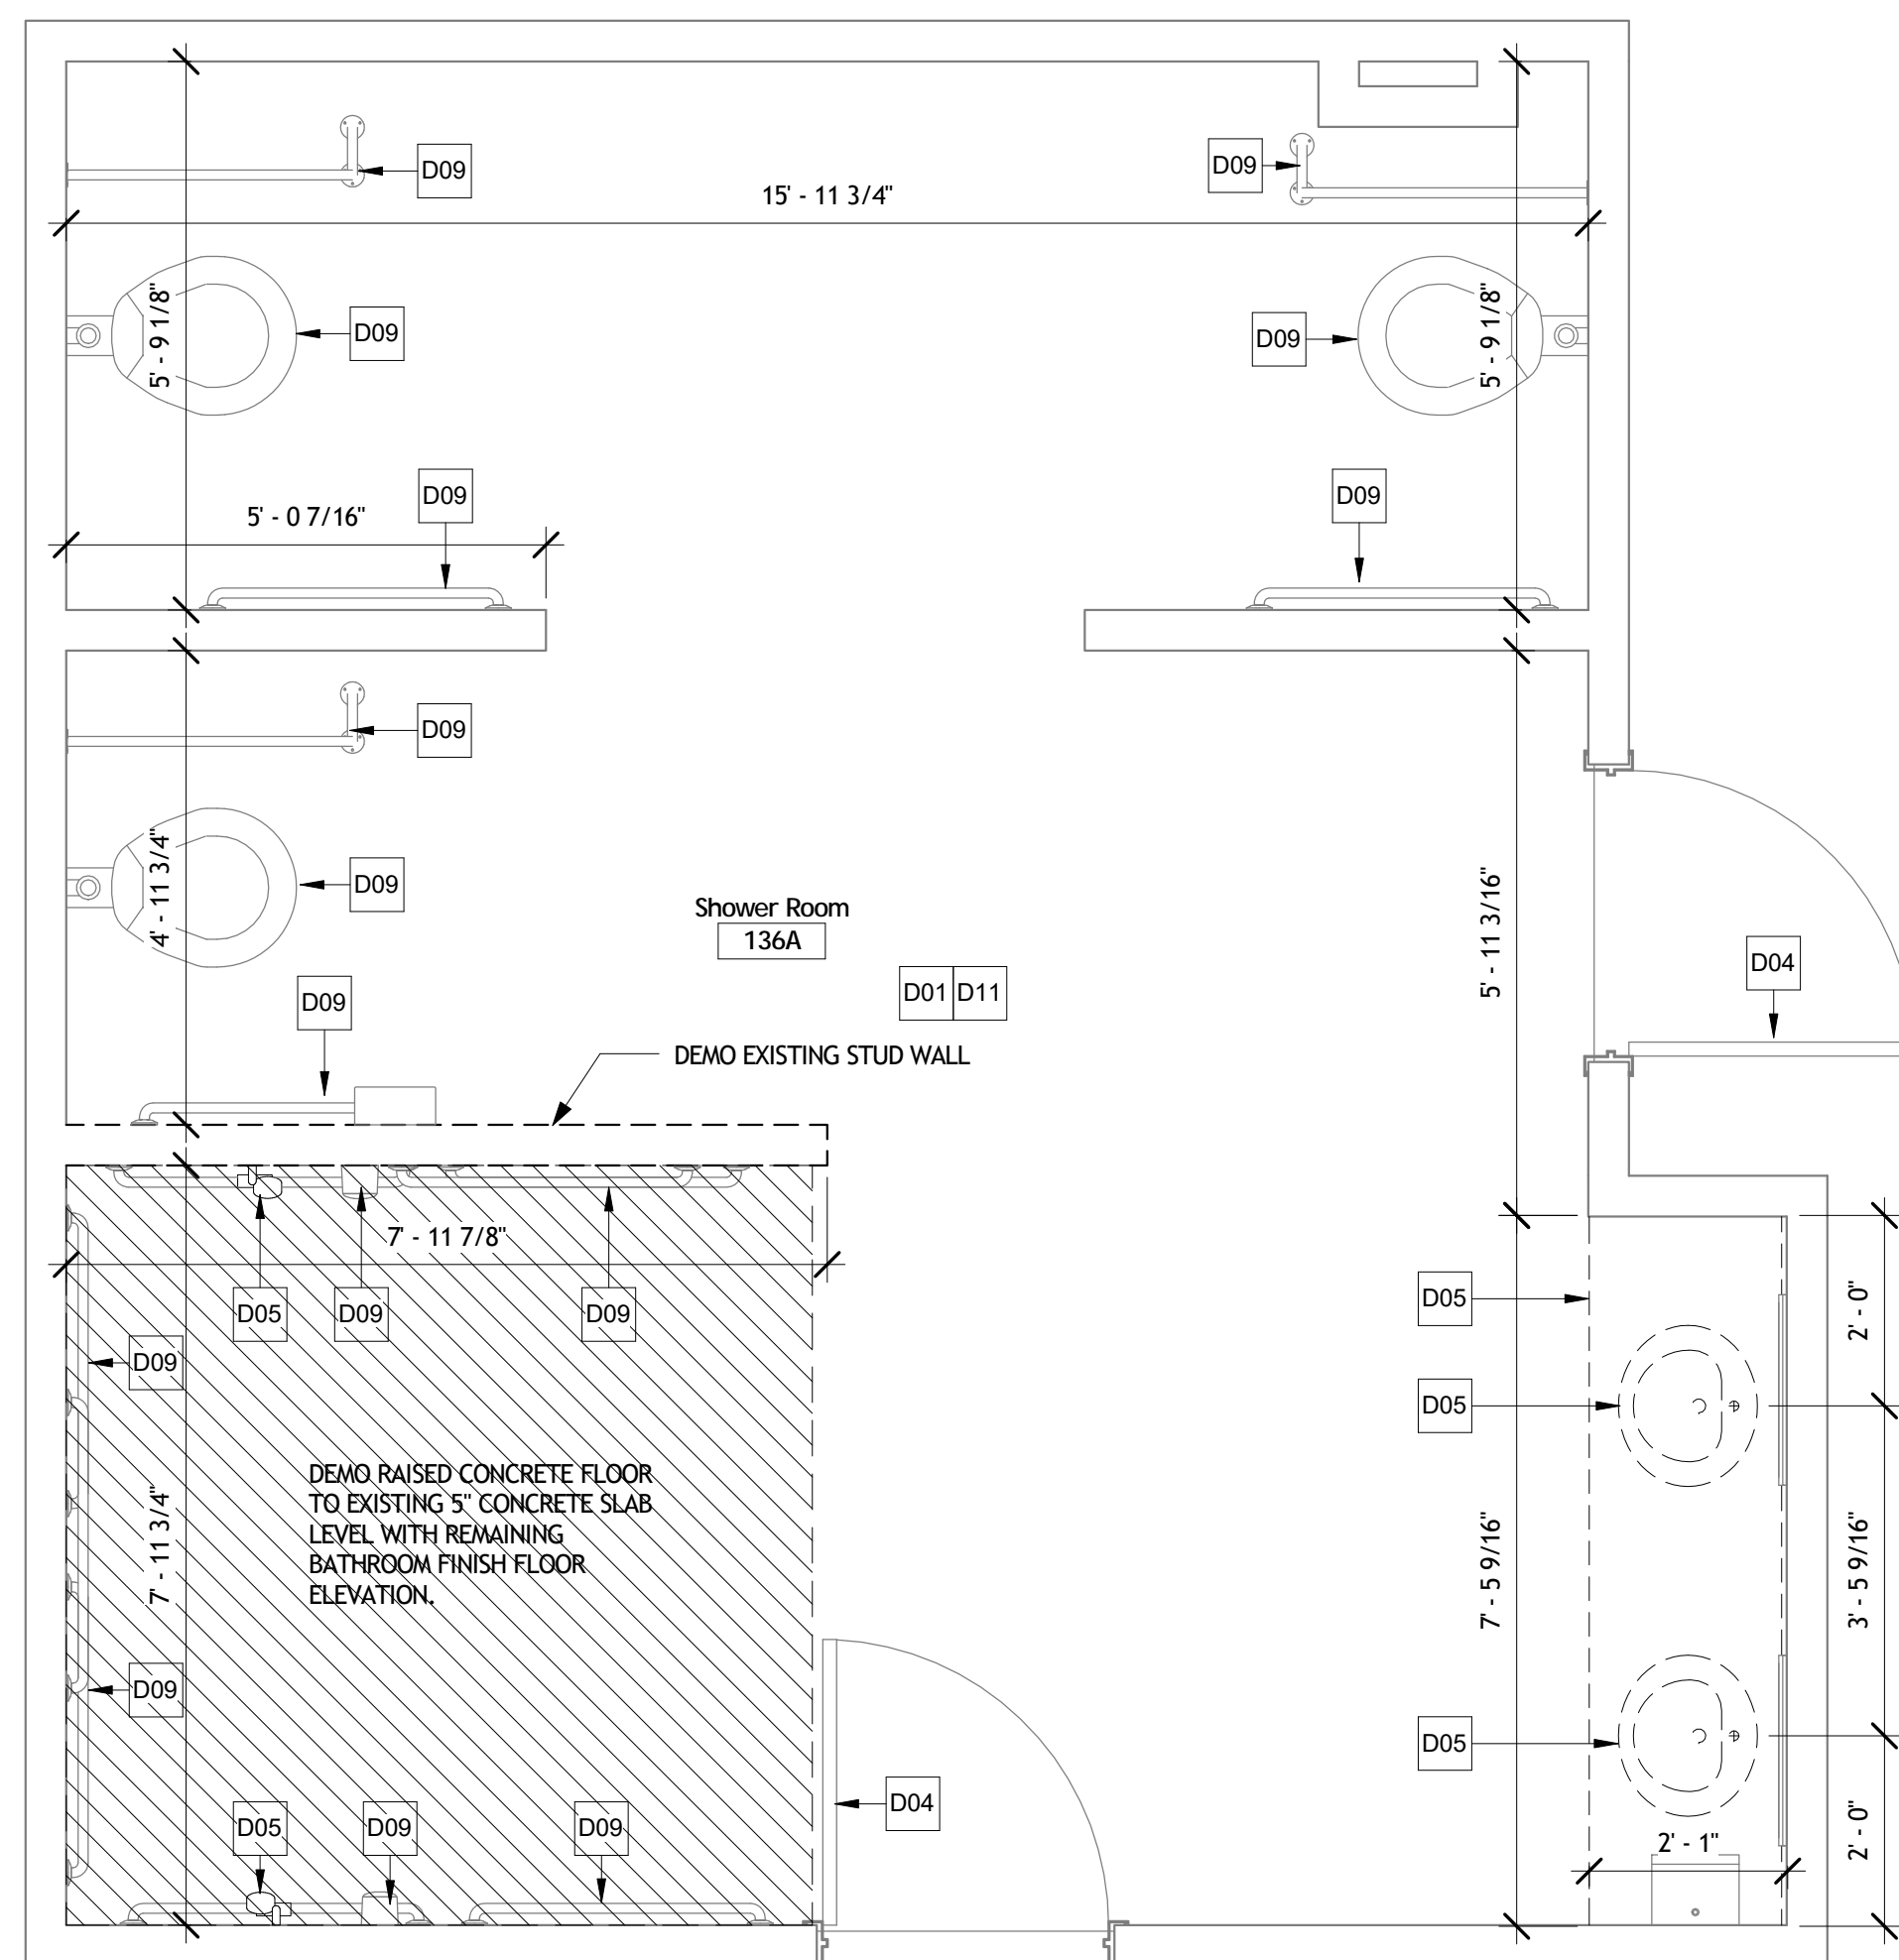 D09
D09
15' - 11 3/4"
5' - 9 1/8"
D09
D09
5' - 9 1/8"
D09
D09
5' - 0 7/16"
D09
4' - 11 3/4"
D09
Shower Room
136A
5' - 11 3/16"
D04
D09
D01 D11
DEMO EXISTING STUD WALL
7' - 11 7/8"
D05
D09
D09
D05
2' - 0"
D09
D05
DEMO RAISED CONCRETE FLOOR
TO EXISTING 5" CONCRETE SLAB
LEVEL WITH REMAINING
BATHROOM FINISH FLOOR
ELEVATION.
7' - 11 3/4"
7' - 5 9/16"
3' - 5 9/16"
D09
D05
D04
D05
D09
D09
2' - 1"
2' - 0"